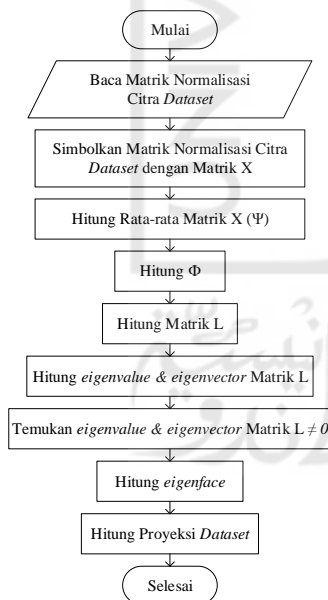 Mulai
Baca Matrik Normalisasi
Citra Dataset
Simbolkan Matrik Normalisasi Citra
Dataset dengan Matrik X
Hitung Rata-rata Matrik X (Ψ)
Hitung Φ
Hitung Matrik L
Hitung eigenvalue & eigenvector Matrik L
Temukan eigenvalue & eigenvector Matrik L ≠ 0
Hitung eigenface
Hitung Proyeksi Dataset
Selesai